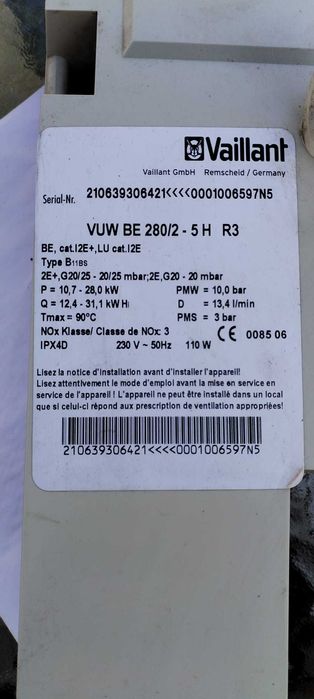 Vaillant
Vaillant GmbH Remscheid / Germany
Serial-Nr. 210639306421<<<<0001006597N5
VUW BE 280/2 - 5 H R3
BE, cat.I2E+,LU cat.I2E
Type B11BS
2E+,G20/25 - 20/25 mbar;2E,G20 - 20 mbar
P = 10,7 - 28,0 kW PMW = 10,0 bar
Q = 12,4 - 31,1 kW Hi D = 13,4 l/min
Tmax = 90°C PMS = 3 bar
NOx Klasse/ Classe de NOx: 3 CE 0085 06
IPX4D 230 V ~ 50Hz 110 W
Lisez la notice d'installation avant d'installer l'appareil!
Lisez attentivement le mode d'emploi avant la mise en service en
service de l'appareil ! L'appareil ne peut être installé dans un local
que si celui-ci répond aux prescription de ventilation appropriées!
210639306421<<<<0001006597N5